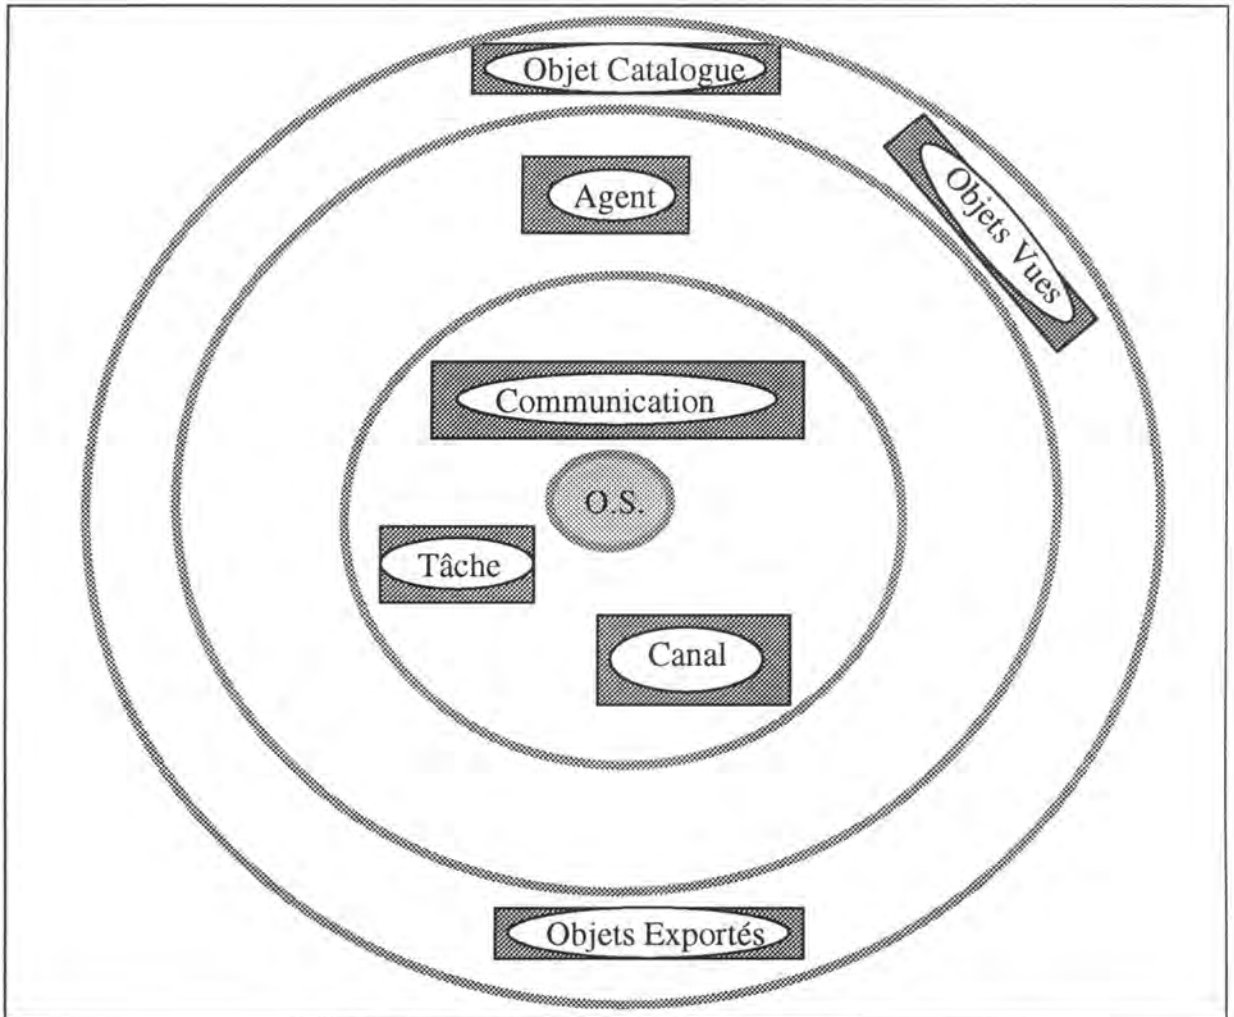 Objet Catalogue
Objets Vues
Agent
Communication
O.S.
Tâche
Canal
Objets Exportés